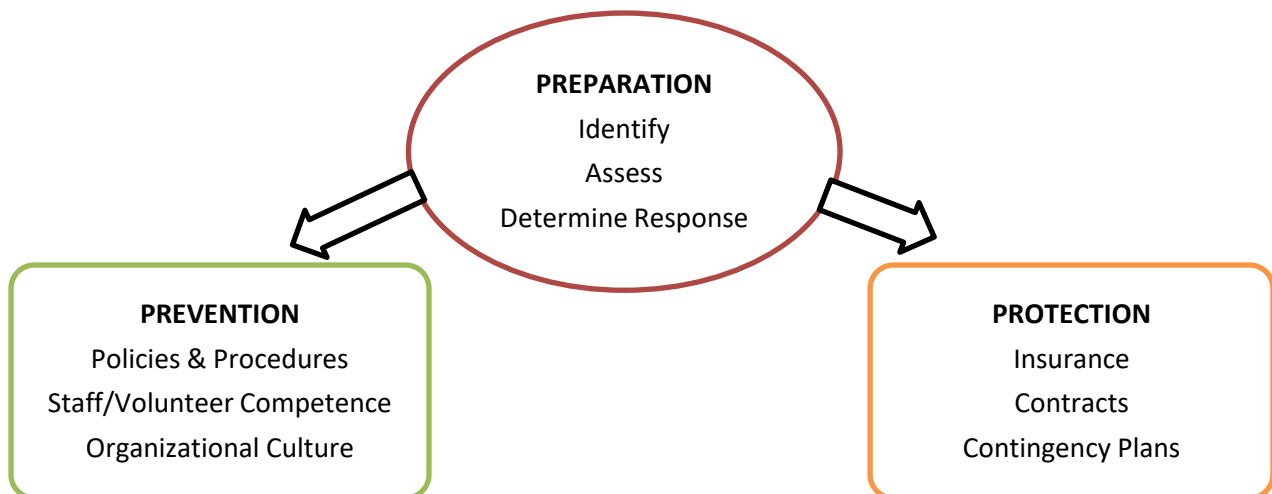 PREPARATION
Identify
Assess
Determine Response
PREVENTION
Policies & Procedures
Staff/Volunteer Competence
Organizational Culture
PROTECTION
Insurance
Contracts
Contingency Plans